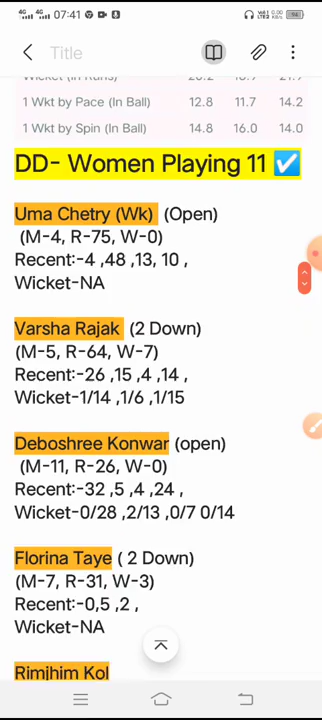 07:41
Title
Wicket (in Runs)
1 Wkt by Pace (In Ball) 12.8 11.7 14.2
1 Wkt by Spin (In Ball) 14.8 16.0 14.0
DD- Women Playing 11 ✅
Uma Chetry (Wk) (Open)
(M-4, R-75, W-0)
Recent:-4 ,48 ,13, 10 ,
Wicket-NA
Varsha Rajak (2 Down)
(M-5, R-64, W-7)
Recent:-26 ,15 ,4 ,14 ,
Wicket-1/14 ,1/6 ,1/15
Deboshree Konwar (open)
(M-11, R-26, W-0)
Recent:-32 ,5 ,4 ,24 ,
Wicket-0/28 ,2/13 ,0/7 0/14
Florina Taye ( 2 Down)
(M-7, R-31, W-3)
Recent:-0,5 ,2 ,
Wicket-NA
Rimjhim Kol